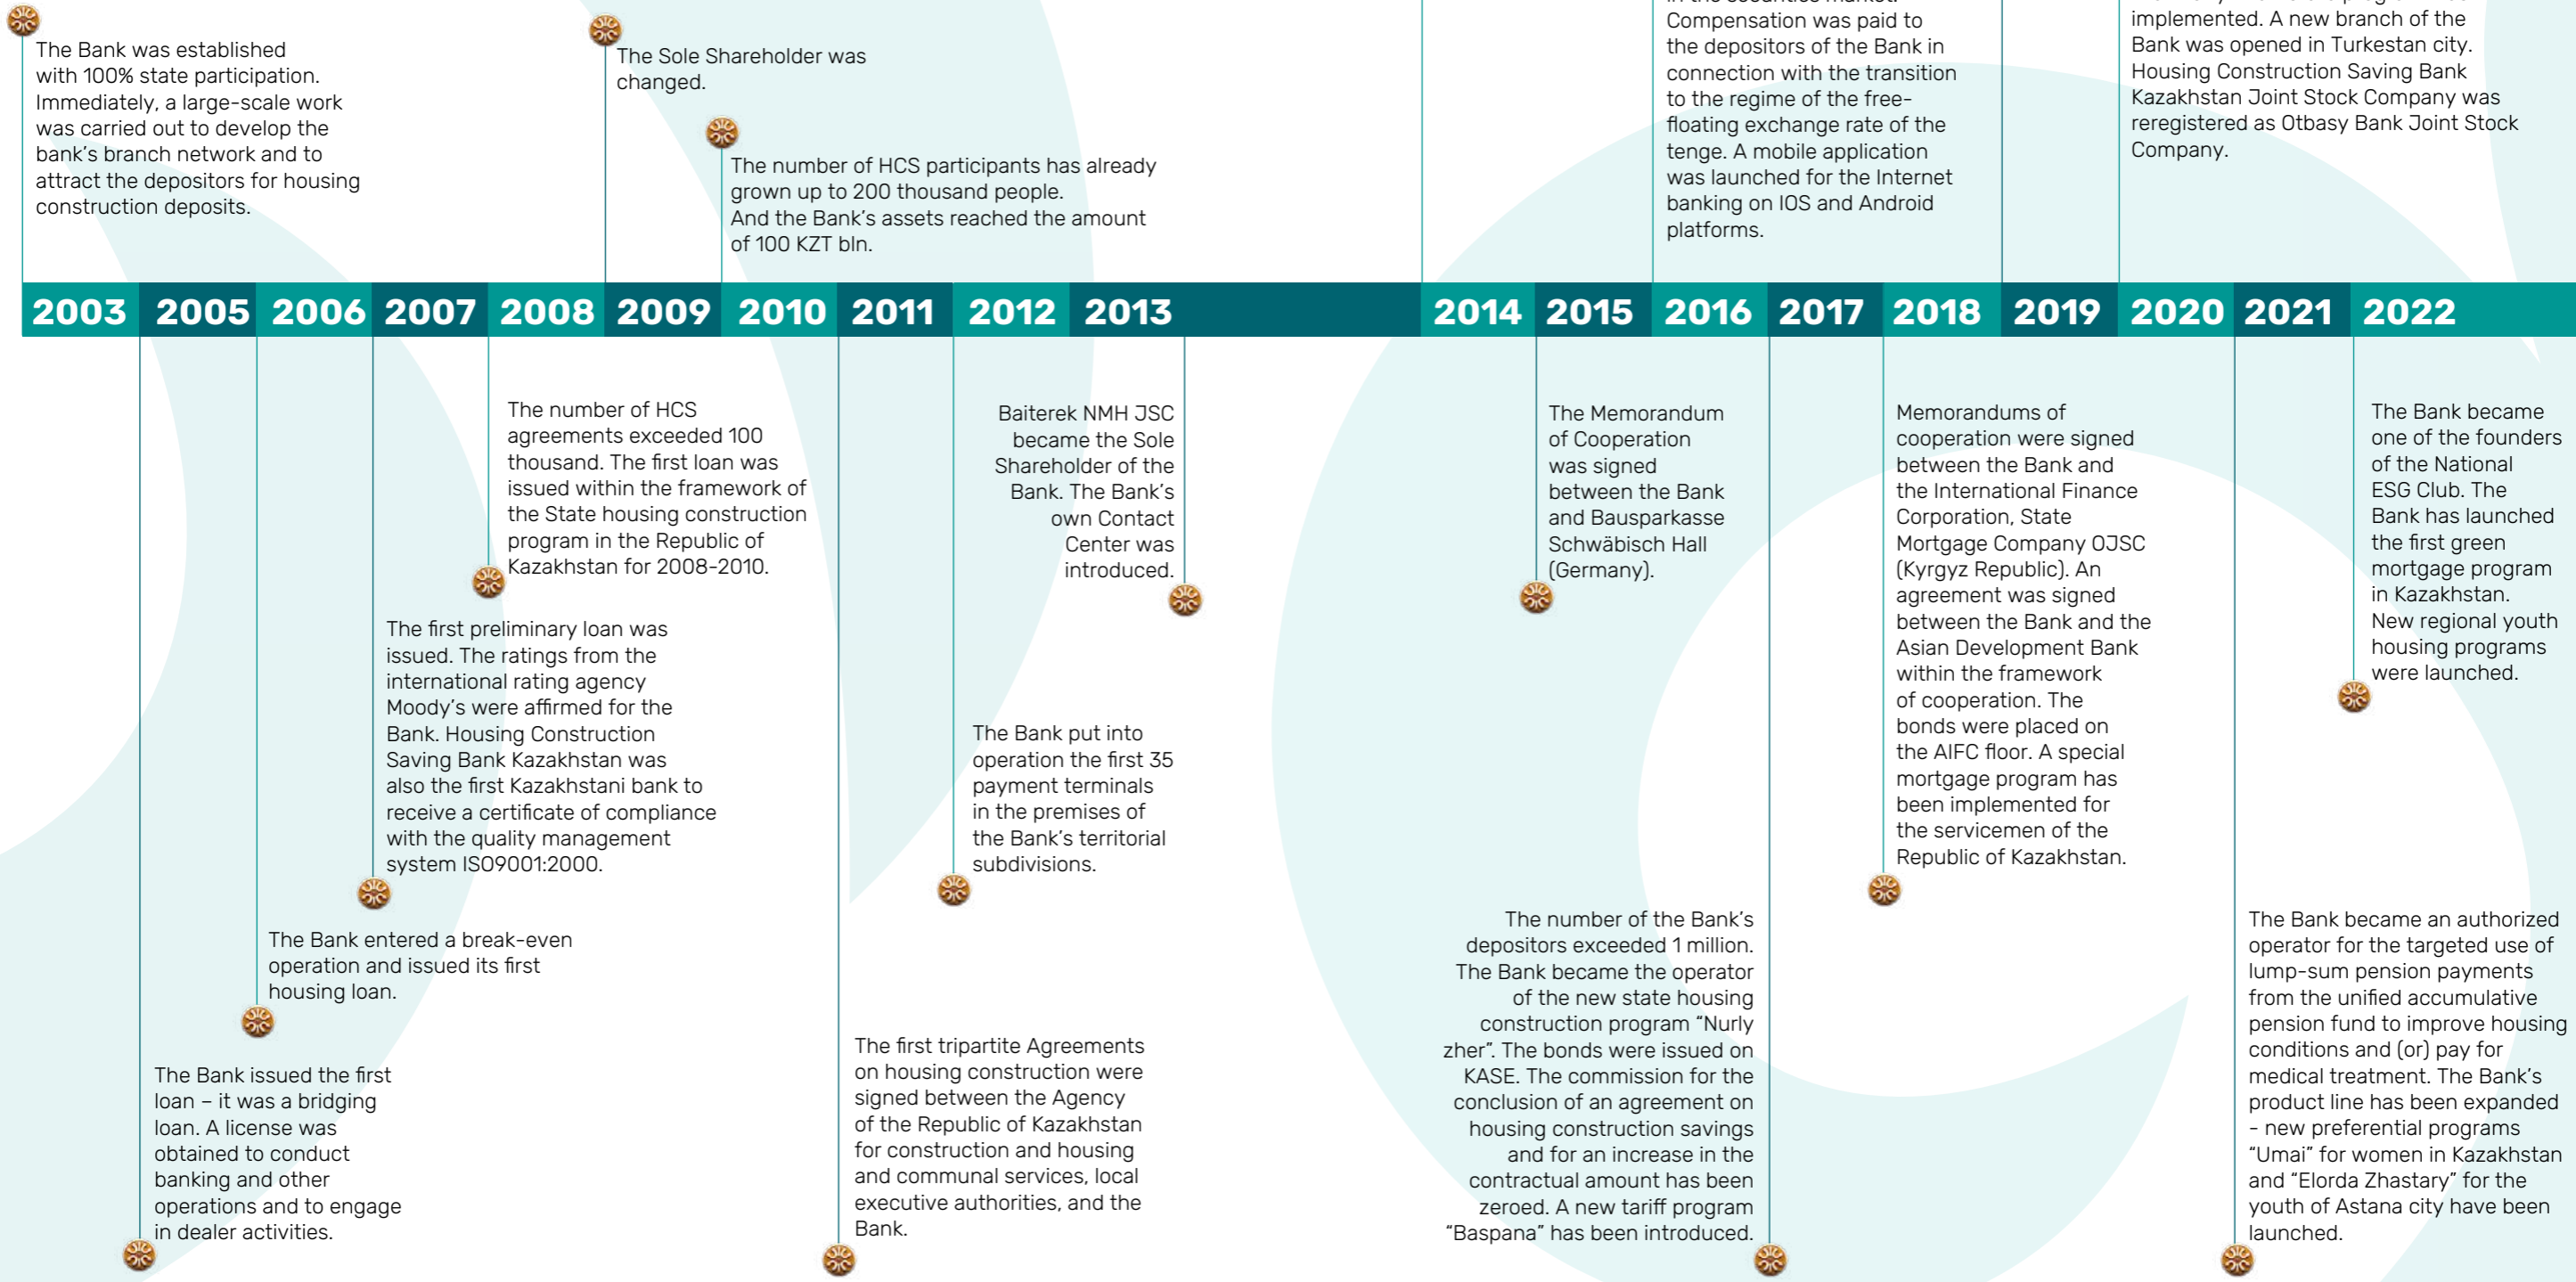 The Bank was established
with 100% state participation.
Immediately, a large-scale work
was carried out to develop the
bank's branch network and to
attract the depositors for housing
construction deposits.
The Sole Shareholder was
changed.
The number of HCS participants has already
grown up to 200 thousand people.
And the Bank's assets reached the amount
of 100 KZT bln.
in the securities market.
Compensation was paid to
the depositors of the Bank in
connection with the transition
to the regime of the free-
floating exchange rate of the
tenge. A mobile application
was launched for the Internet
banking on IOS and Android
platforms.
implemented. A new branch of the
Bank was opened in Turkestan city.
Housing Construction Saving Bank
Kazakhstan Joint Stock Company was
reregistered as Otbasy Bank Joint Stock
Company.
2003 2005 2006 2007 2008 2009 2010 2011 2012 2013 2014 2015 2016 2017 2018 2019 2020 2021 2022
The number of HCS
agreements exceeded 100
thousand. The first loan was
issued within the framework of
the State housing construction
program in the Republic of
Kazakhstan for 2008-2010.
The first preliminary loan was
issued. The ratings from the
international rating agency
Moody's were affirmed for the
Bank. Housing Construction
Saving Bank Kazakhstan was
also the first Kazakhstani bank to
receive a certificate of compliance
with the quality management
system ISO9001:2000.
The Bank entered a break-even
operation and issued its first
housing loan.
The Bank issued the first
loan – it was a bridging
loan. A license was
obtained to conduct
banking and other
operations and to engage
in dealer activities.
Baiterek NMH JSC
became the Sole
Shareholder of the
Bank. The Bank's
own Contact
Center was
introduced.
The Bank put into
operation the first 35
payment terminals
in the premises of
the Bank's territorial
subdivisions.
The first tripartite Agreements
on housing construction were
signed between the Agency
of the Republic of Kazakhstan
for construction and housing
and communal services, local
executive authorities, and the
Bank.
The Memorandum
of Cooperation
was signed
between the Bank
and Bausparkasse
Schwäbisch Hall
(Germany).
The number of the Bank's
depositors exceeded 1 million.
The Bank became the operator
of the new state housing
construction program “Nurly
zher”. The bonds were issued on
KASE. The commission for the
conclusion of an agreement on
housing construction savings
and for an increase in the
contractual amount has been
zeroed. A new tariff program
“Baspana” has been introduced.
Memorandums of
cooperation were signed
between the Bank and
the International Finance
Corporation, State
Mortgage Company OJSC
(Kyrgyz Republic). An
agreement was signed
between the Bank and the
Asian Development Bank
within the framework
of cooperation. The
bonds were placed on
the AIFC floor. A special
mortgage program has
been implemented for
the servicemen of the
Republic of Kazakhstan.
The Bank became
one of the founders
of the National
ESG Club. The
Bank has launched
the first green
mortgage program
in Kazakhstan.
New regional youth
housing programs
were launched.
The Bank became an authorized
operator for the targeted use of
lump-sum pension payments
from the unified accumulative
pension fund to improve housing
conditions and (or) pay for
medical treatment. The Bank's
product line has been expanded
- new preferential programs
“Umai” for women in Kazakhstan
and “Elorda Zhastary” for the
youth of Astana city have been
launched.